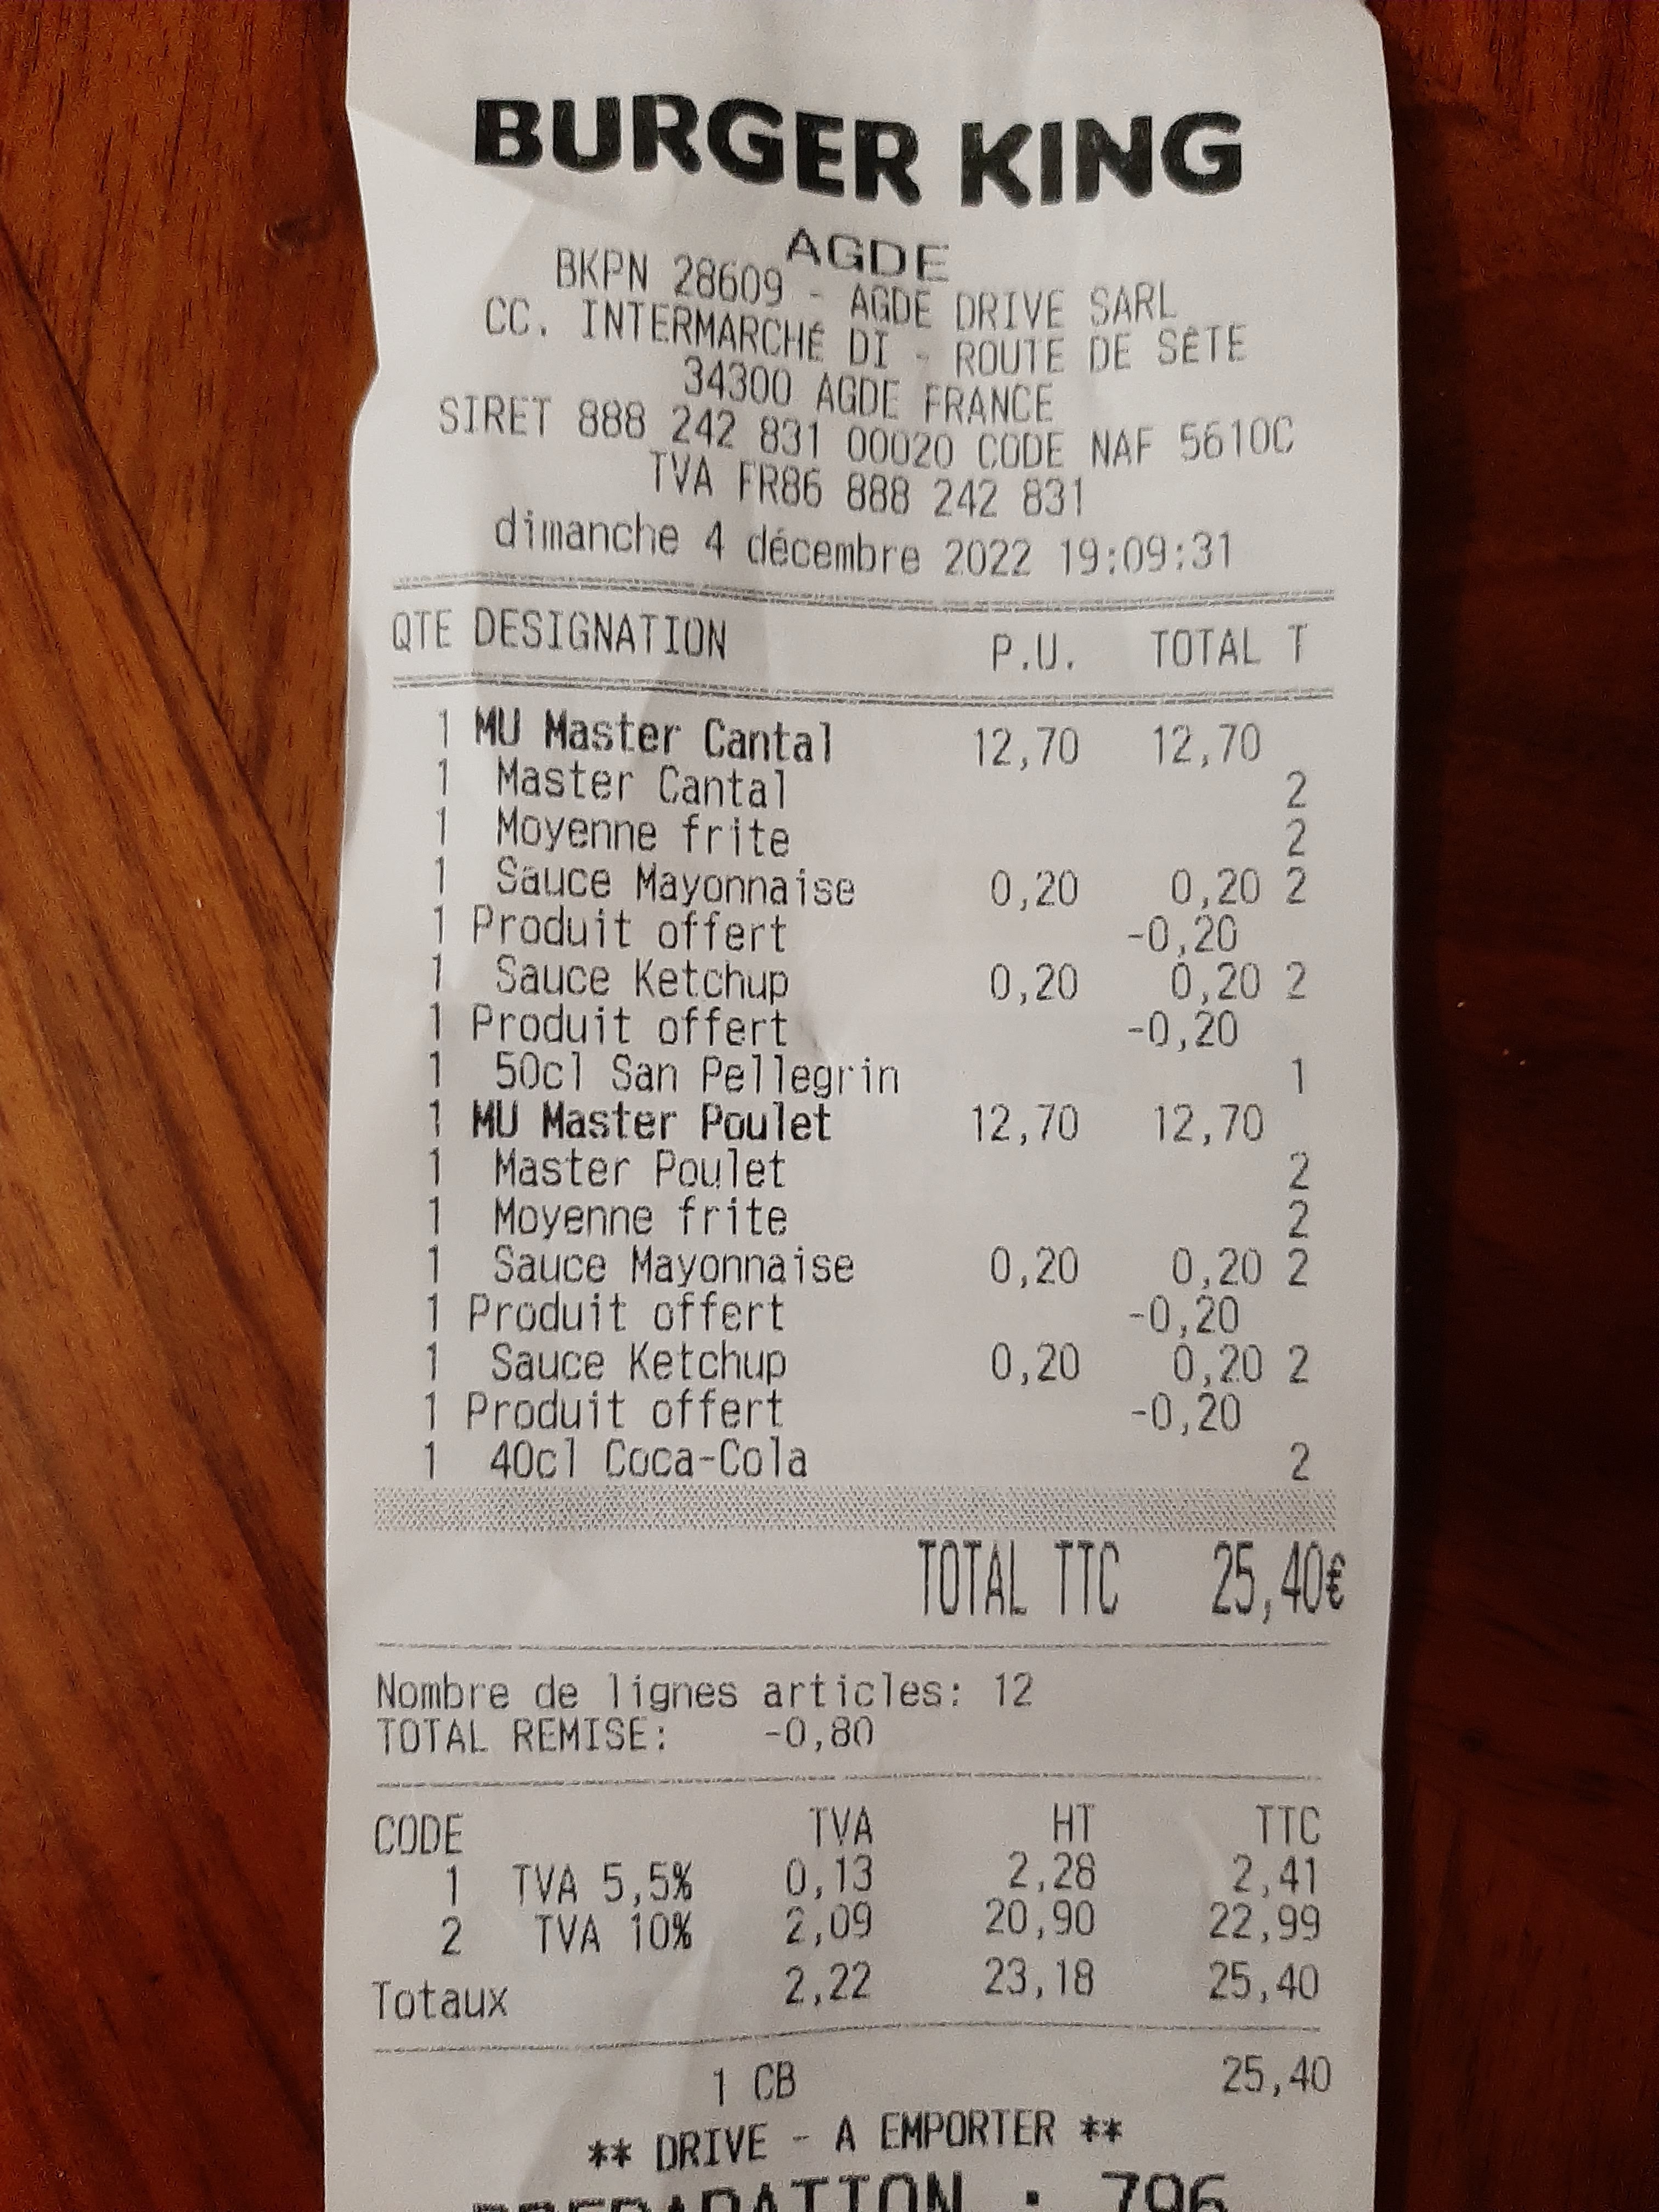 BURGER KING
AGDE
BKPN 28609 - AGDE DRIVE SARL
CC. INTERMARCHÉ DI - ROUTE DE SÈTE
34300 AGDE FRANCE
SIRET 888 242 831 00020 CODE NAF 5610C
TVA FR86 888 242 831
dimanche 4 décembre 2022 19:09:31
QTE DESIGNATION P.U. TOTAL T
1 MU Master Cantal 12,70 12,70
1 Master Cantal 2
1 Moyenne frite 2
1 Sauce Mayonnaise 0,20 0,20 2
1 Produit offert -0,20
1 Sauce Ketchup 0,20 0,20 2
1 Produit offert -0,20
1 50cl San Pellegrin 1
1 MU Master Poulet 12,70 12,70
1 Master Poulet 2
1 Moyenne frite 2
1 Sauce Mayonnaise 0,20 0,20 2
1 Produit offert -0,20
1 Sauce Ketchup 0,20 0,20 2
1 Produit offert -0,20
1 40cl Coca-Cola 2
TOTAL TTC 25,40€
Nombre de lignes articles: 12
TOTAL REMISE: -0,80
CODE TVA HT TTC
1 TVA 5,5% 0,13 2,28 2,41
2 TVA 10% 2,09 20,90 22,99
Totaux 2,22 23,18 25,40
1 CB 25,40
** DRIVE - A EMPORTER **
PREPARATION : 796